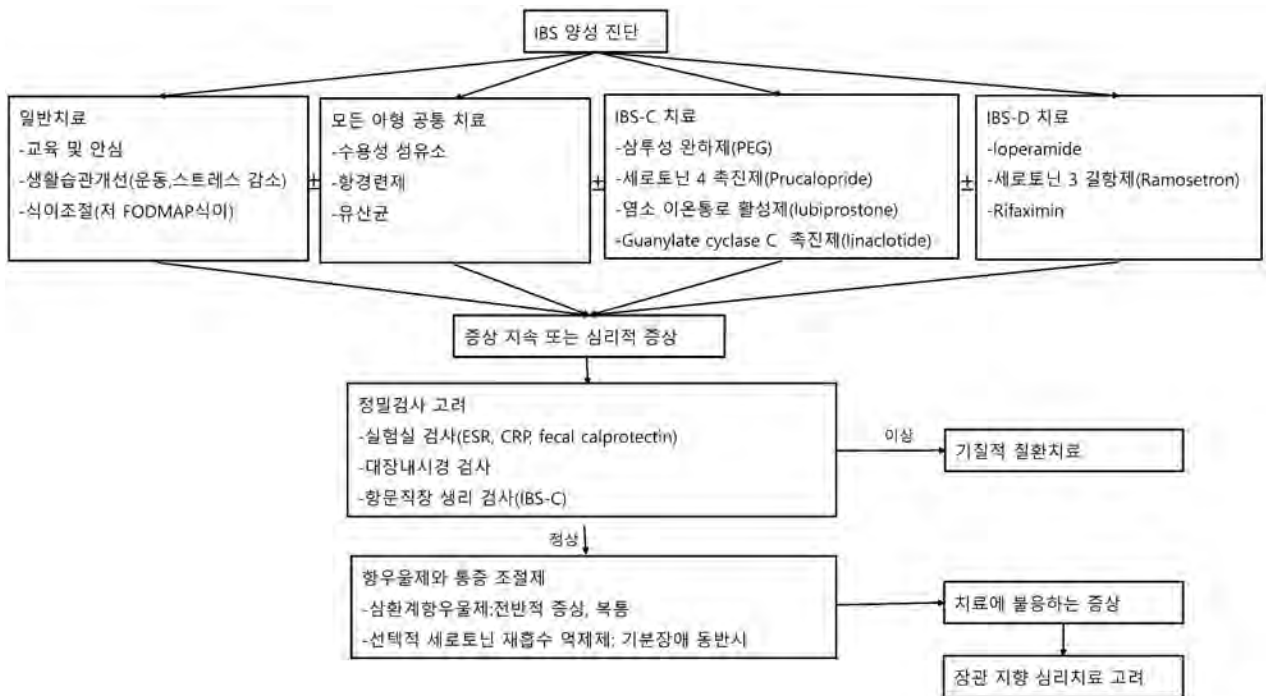 IBS 양성 진단
일반치료
-교육 및 안심
-생활습관개선(운동,스트레스 감소)
-식이조절(저 FODMAP식이)
±
모든 아형 공통 치료
-수용성 섬유소
-항경련제
-유산균
±
IBS-C 치료
-삼투성 완하제(PEG)
-세로토닌 4 촉진제(Prucalopride)
-염소 이온통로 활성제(lubiprostone)
-Guanylate cyclase C 촉진제(linaclotide)
±
IBS-D 치료
-loperamide
-세로토닌 3 길항제(Ramosetron)
-Rifaximin
증상 지속 또는 심리적 증상
정밀검사 고려
-실험실 검사(ESR, CRP, fecal calprotectin)
-대장내시경 검사
-항문직장 생리 검사(IBS-C)
이상
기질적 질환치료
정상
항우울제와 통증 조절제
-삼환계항우울제:전반적 증상, 복통
-선택적 세로토닌 재흡수 억제제: 기분장애 동반시
치료에 불응하는 증상
장관 지향 심리치료 고려